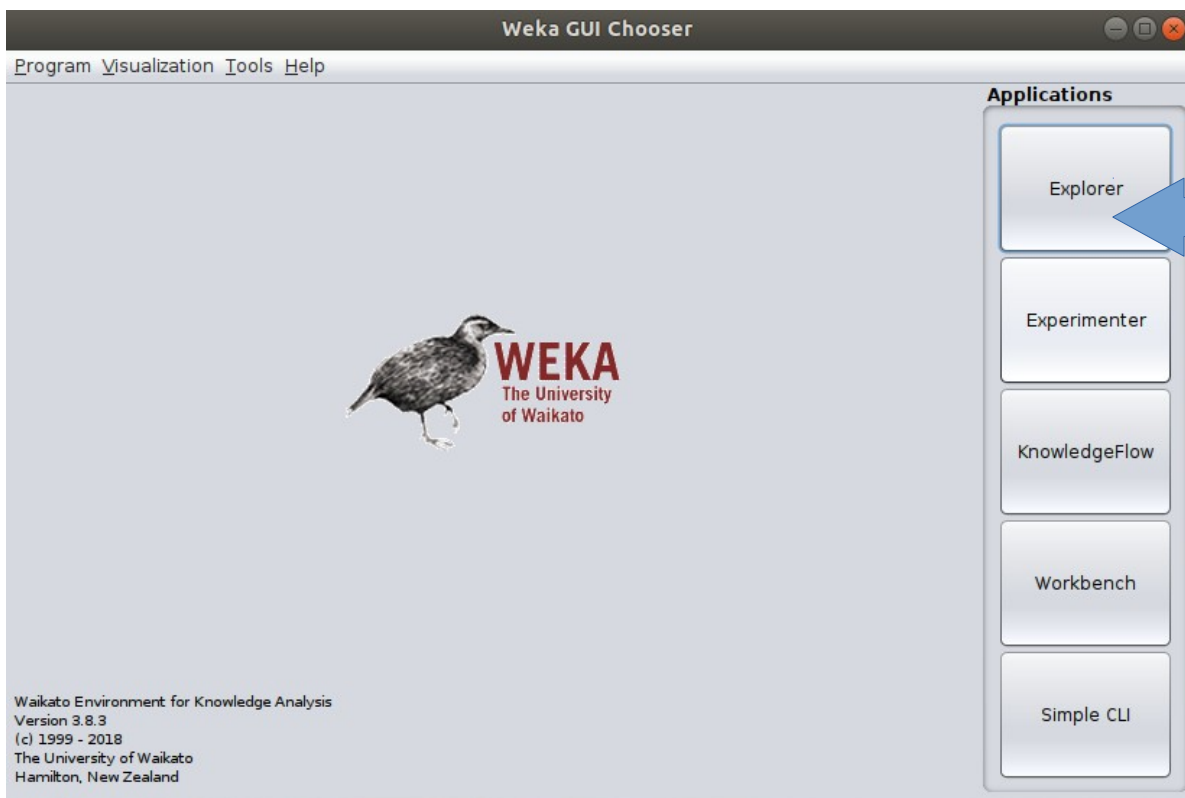 Weka GUI Chooser
Program Visualization Tools Help
Applications
Explorer
Experimenter
KnowledgeFlow
Workbench
Simple CLI
WEKA
The University
of Waikato
Waikato Environment for Knowledge Analysis
Version 3.8.3
(c) 1999 - 2018
The University of Waikato
Hamilton, New Zealand